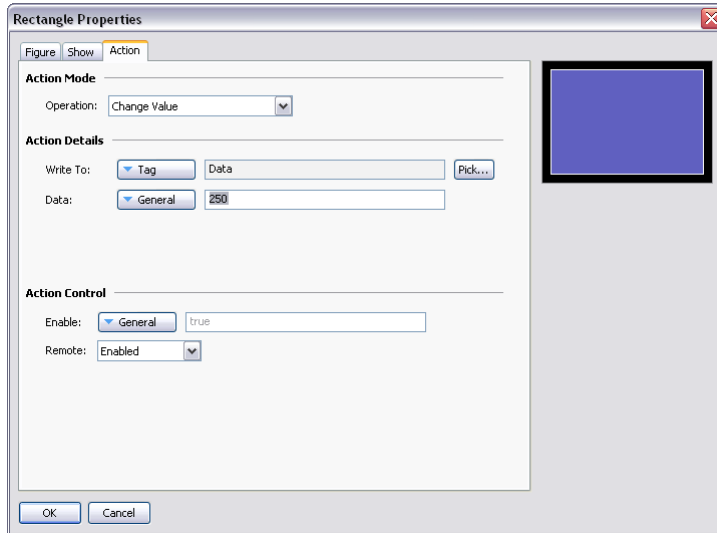 Rectangle Properties
Figure Show Action
Action Mode
Operation: Change Value
Action Details
Write To: Tag Data Pick...
Data: General 250
Action Control
Enable: General true
Remote: Enabled
OK Cancel